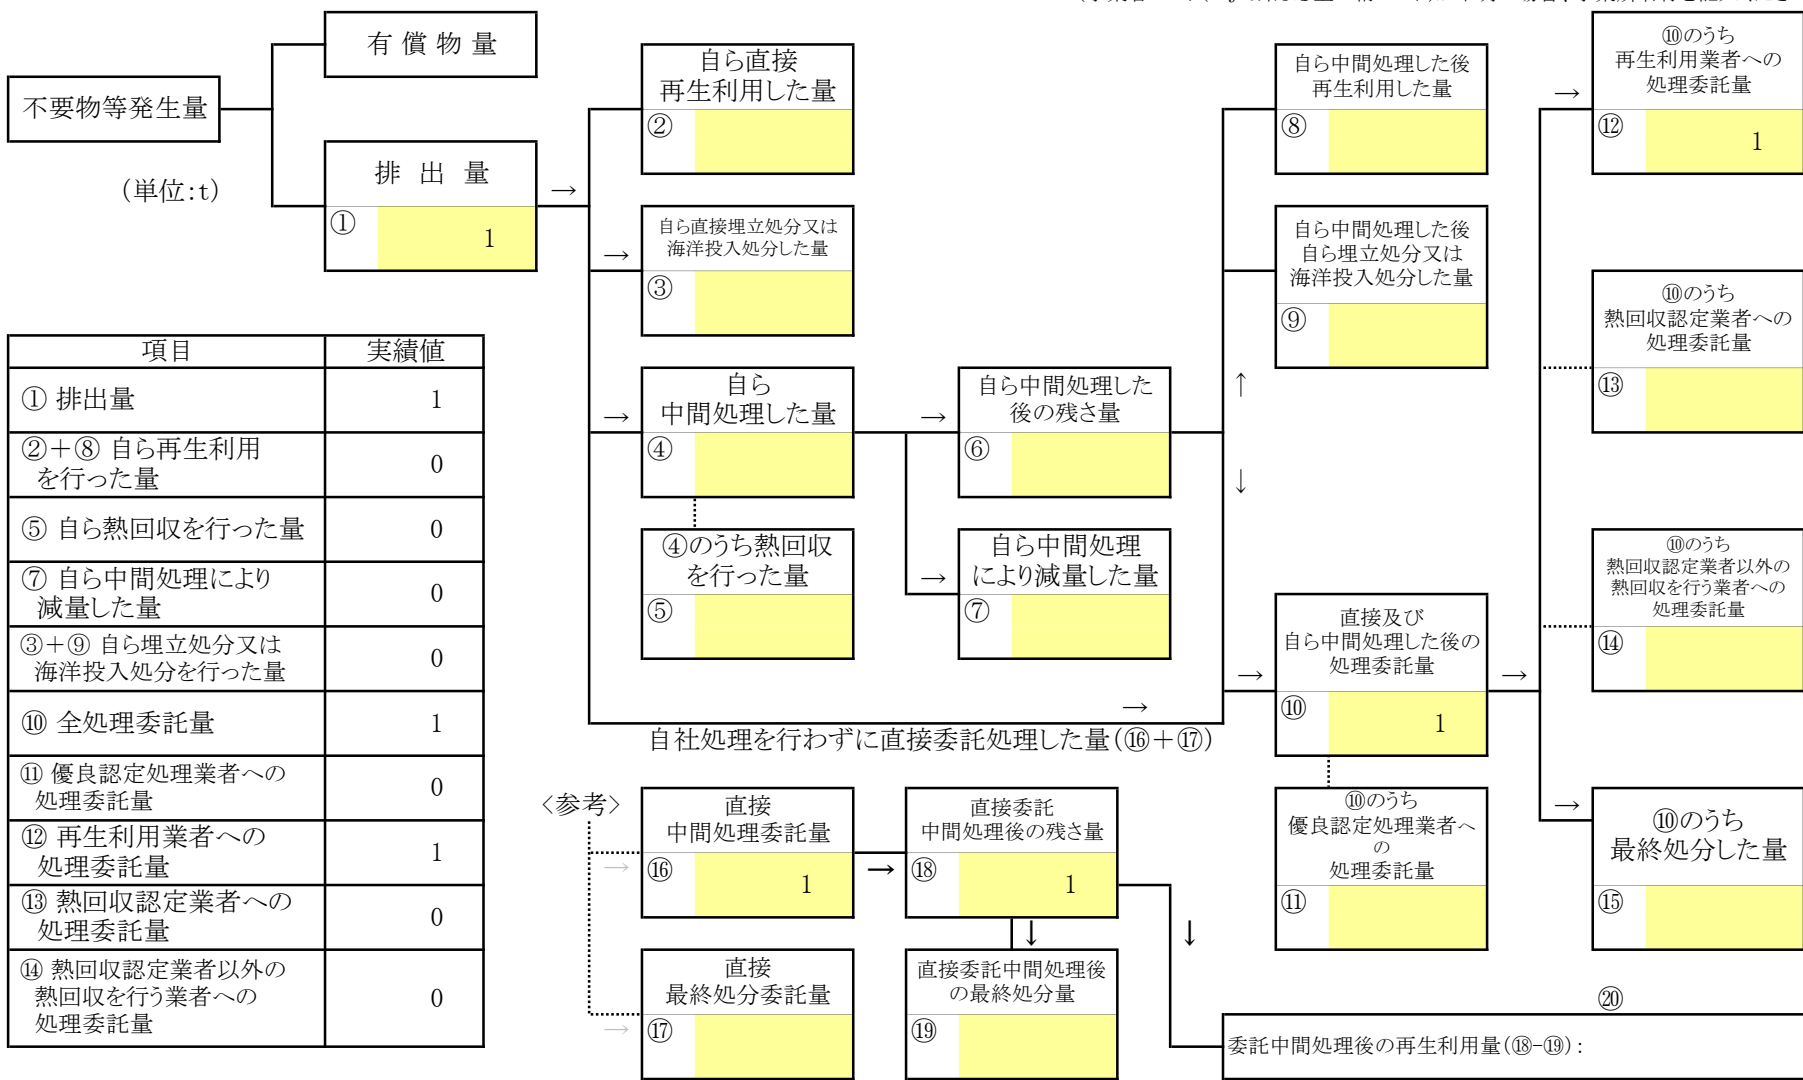 有 償 物 量
不要物等発生量
(単位:t)
排 出 量
①
1
→
自ら直接
再生利用した量
②
→
自ら直接埋立処分又は
海洋投入処分した量
③
→
自ら
中間処理した量
④
④のうち熱回収
を行った量
⑤
→
自ら中間処理した
後の残さ量
⑥
→
自ら中間処理
により減量した量
⑦
↑
↓
自ら中間処理した後
再生利用した量
⑧
自ら中間処理した後
自ら埋立処分又は
海洋投入処分した量
⑨
→
直接及び
自ら中間処理した後の
処理委託量
⑩
1
→
→
自社処理を行わずに直接委託処理した量(⑯+⑰)
⑩のうち
優良認定処理業者へ
の
処理委託量
⑪
→
⑩のうち
再生利用業者への
処理委託量
⑫
1
⑩のうち
熱回収認定業者への
処理委託量
⑬
⑩のうち
熱回収認定業者以外の
熱回収を行う業者への
処理委託量
⑭
→
⑩のうち
最終処分した量
⑮
項目 実績値
① 排出量 1
②+⑧ 自ら再生利用
を行った量 0
⑤ 自ら熱回収を行った量 0
⑦ 自ら中間処理により
減量した量 0
③+⑨ 自ら埋立処分又は
海洋投入処分を行った量 0
⑩ 全処理委託量 1
⑪ 優良認定処理業者への
処理委託量 0
⑫ 再生利用業者への
処理委託量 1
⑬ 熱回収認定業者への
処理委託量 0
⑭ 熱回収認定業者以外の
熱回収を行う業者への
処理委託量 0
〈参考〉
→
直接
中間処理委託量
⑯
1
→
直接委託
中間処理後の残さ量
⑱
1
↓
↓
→
直接
最終処分委託量
⑰
直接委託中間処理後
の最終処分量
⑲
⑳
委託中間処理後の再生利用量(⑱-⑲):